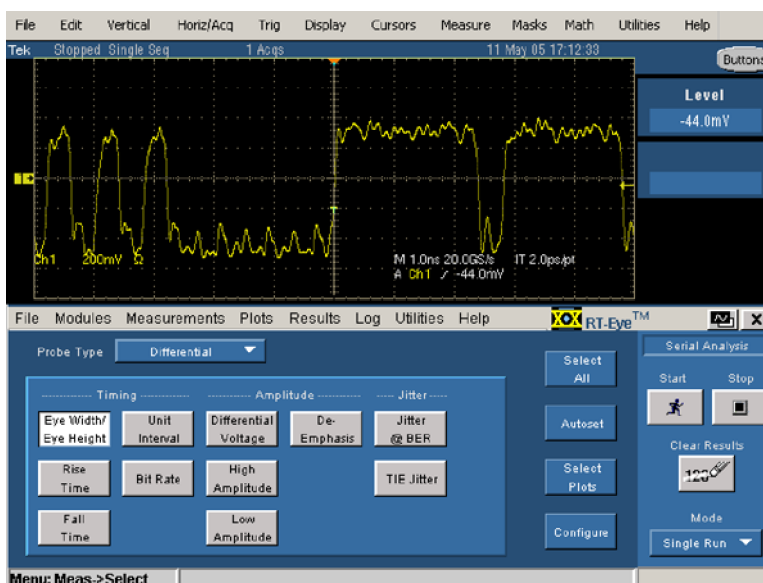 File Edit Vertical Horiz/Acq Trig Display Cursors Measure Masks Math Utilities Help
Tek Stopped Single Seq 1 Acqs 11 May 05 17:12:33
Buttons
Level
-44.0mV
1
Ch1 200mV Ω
M 1.0ns 20.0GS/s IT 2.0ps/pt
A Ch1 -44.0mV
File Modules Measurements Plots Results Log Utilities Help RT-Eye™ X
Probe Type Differential
Serial Analysis
Timing Amplitude Jitter
Eye Width/
Eye Height
Unit
Interval
Differential
Voltage
De-
Emphasis
Jitter
@ BER
Rise
Time
Bit Rate
High
Amplitude
TIE Jitter
Fall
Time
Low
Amplitude
Select
All
Autoset
Select
Plots
Configure
Start Stop
Clear Results
123
Mode
Single Run
Menu: Meas->Select